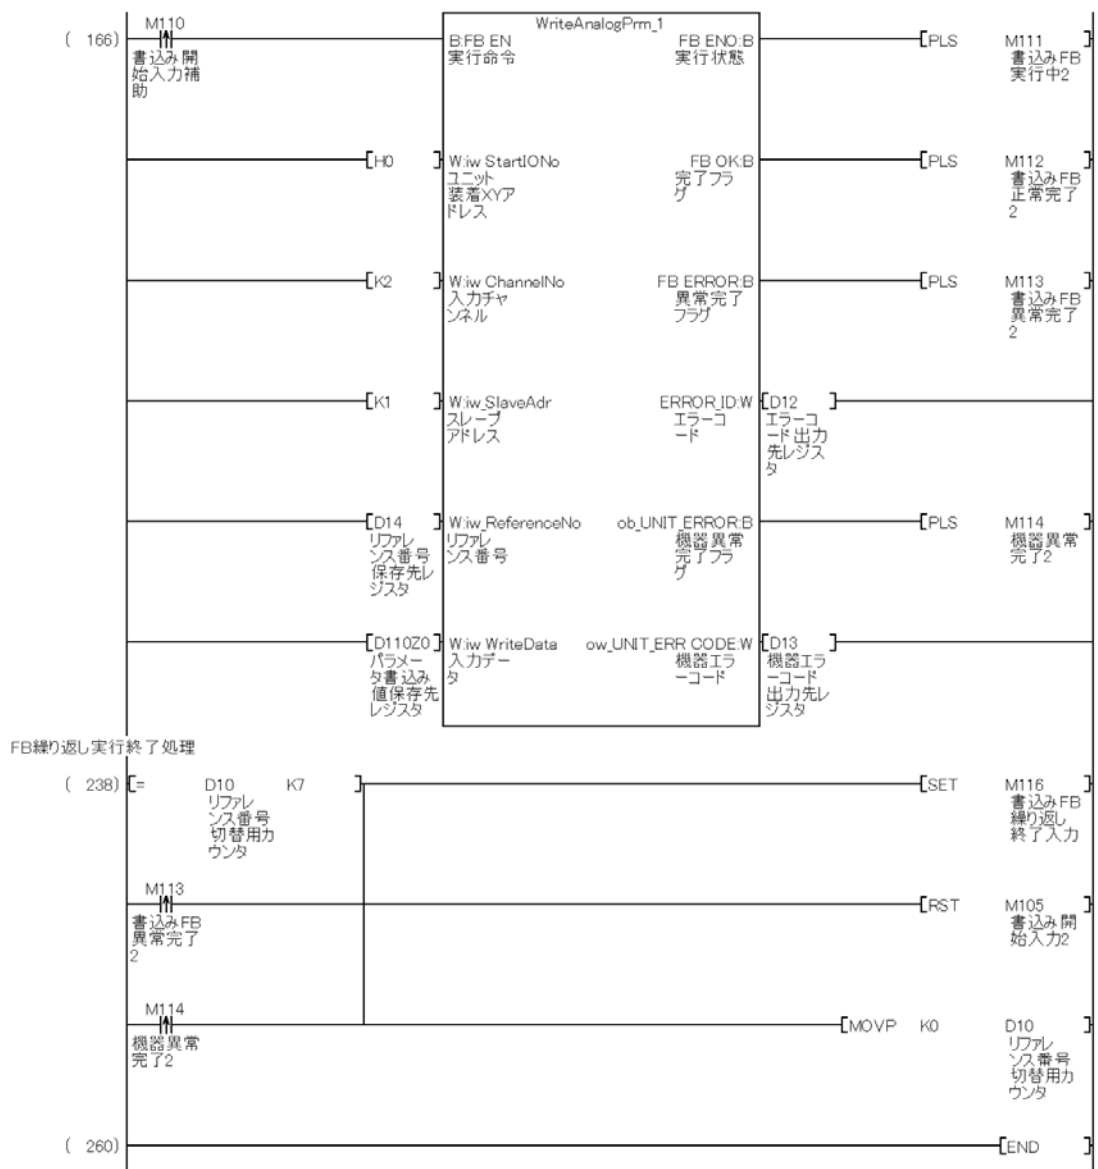 WriteAnalogPrm_1
M110
( 166)
B:FB EN
FB ENO:B
PLS
M111
書込み開
始入力補
助
実行命令
実行状態
書込みFB
実行中2
H0
W:iw StartIONo
FB OK:B
PLS
M112
ユニット
装着XYア
ドレス
完了フラ
グ
書込みFB
正常完了
2
K2
W:iw ChannelNo
FB ERROR:B
PLS
M113
入力チャ
ンネル
異常完了
フラグ
書込みFB
異常完了
2
K1
W:iw_SlaveAdr
ERROR_ID:W
D12
スレーブ
アドレス
エラーコ
ード
エラーコ
ード出力
先レジス
タ
D14
W:iw_ReferenceNo
ob_UNIT_ERROR:B
PLS
M114
リファレ
ンス番号
保存先レ
ジスタ
リファレ
ンス番号
機器異常
完了フラ
グ
機器異常
完了2
D110Z0
W:iw WriteData
ow_UNIT_ERR CODE:W
D13
パラメー
タ書込み
値保存先
レジスタ
入力デー
タ
機器エラ
ーコード
機器エラ
ーコード
出力先レ
ジスタ
FB繰り返し実行終了処理
( 238)
= D10 K7
SET M116
リファレ
ンス番号
切替用カ
ウンタ
書込みFB
繰り返し
終了入力
M113
RST M105
書込みFB
異常完了
2
書込み開
始入力2
M114
MOVP K0 D10
機器異常
完了2
リファレ
ンス番号
切替用カ
ウンタ
( 260)
END